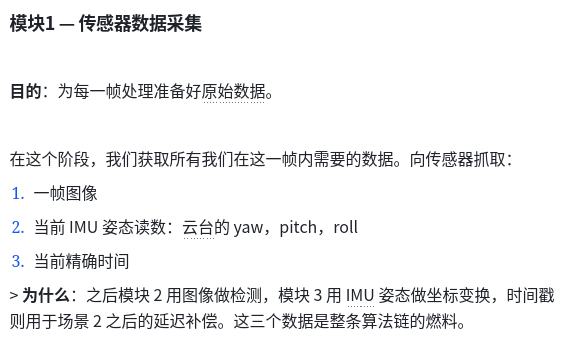 模块1 — 传感器数据采集
目的：为每一帧处理准备好原始数据。
在这个阶段，我们获取所有我们在这一帧内需要的数据。向传感器抓取：
1. 一帧图像
2. 当前 IMU 姿态读数：云台的 yaw，pitch，roll
3. 当前精确时间
> 为什么：之后模块 2 用图像做检测，模块 3 用 IMU 姿态做坐标变换，时间戳
则用于场景 2 之后的延迟补偿。这三个数据是整条算法链的燃料。